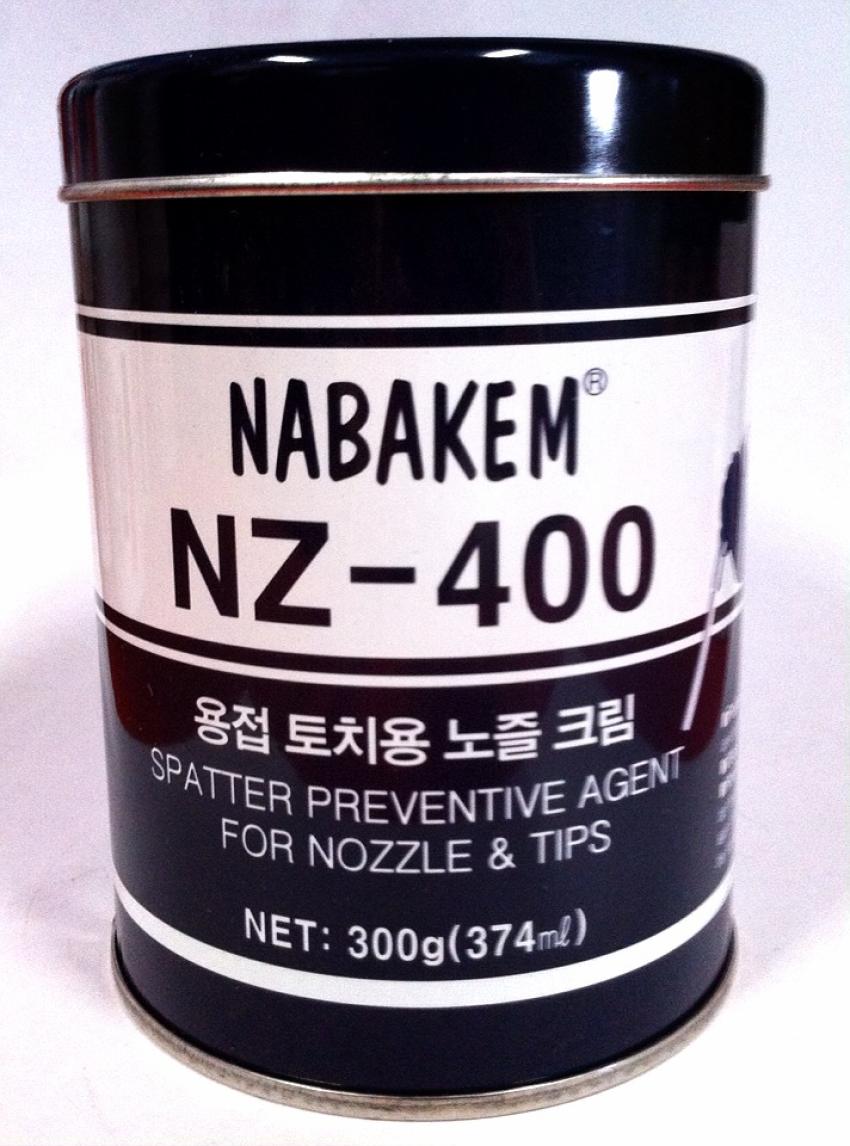 NABAKEM®
NZ-400
용접 토치용 노즐 크림
SPATTER PREVENTIVE AGENT
FOR NOZZLE & TIPS
NET: 300g(374㎖)